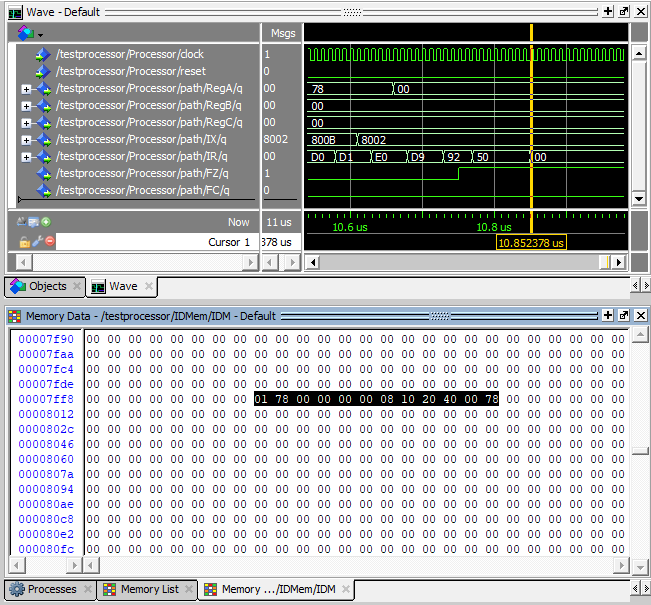 Wave - Default
Msgs
/testprocessor/Processor/clock 1
/testprocessor/Processor/reset 0
/testprocessor/Processor/path/RegA/q 00 78 00
/testprocessor/Processor/path/RegB/q 00 00
/testprocessor/Processor/path/RegC/q 00 00
/testprocessor/Processor/path/IX/q 8002 800B 8002
/testprocessor/Processor/path/IR/q 00 D0 D1 E0 D9 92 50 00
/testprocessor/Processor/path/FZ/q 1
/testprocessor/Processor/path/FC/q 0
Now 11 us 10.6 us 10.8 us
Cursor 1 378 us 10.852378 us
Objects Wave
Memory Data - /testprocessor/IDMem/IDM - Default
00007f90 00 00 00 00 00 00 00 00 00 00 00 00 00 00 00 00 00 00 00 00 00 00 00 00 00 00
00007faa 00 00 00 00 00 00 00 00 00 00 00 00 00 00 00 00 00 00 00 00 00 00 00 00 00 00
00007fc4 00 00 00 00 00 00 00 00 00 00 00 00 00 00 00 00 00 00 00 00 00 00 00 00 00 00
00007fde 00 00 00 00 00 00 00 00 00 00 00 00 00 00 00 00 00 00 00 00 00 00 00 00 00 00
00007ff8 00 00 00 00 00 00 00 00 01 78 00 00 00 00 08 10 20 40 00 78 00 00 00 00 00 00
00008012 00 00 00 00 00 00 00 00 00 00 00 00 00 00 00 00 00 00 00 00 00 00 00 00 00 00
0000802c 00 00 00 00 00 00 00 00 00 00 00 00 00 00 00 00 00 00 00 00 00 00 00 00 00 00
00008046 00 00 00 00 00 00 00 00 00 00 00 00 00 00 00 00 00 00 00 00 00 00 00 00 00 00
00008060 00 00 00 00 00 00 00 00 00 00 00 00 00 00 00 00 00 00 00 00 00 00 00 00 00 00
0000807a 00 00 00 00 00 00 00 00 00 00 00 00 00 00 00 00 00 00 00 00 00 00 00 00 00 00
00008094 00 00 00 00 00 00 00 00 00 00 00 00 00 00 00 00 00 00 00 00 00 00 00 00 00 00
000080ae 00 00 00 00 00 00 00 00 00 00 00 00 00 00 00 00 00 00 00 00 00 00 00 00 00 00
000080c8 00 00 00 00 00 00 00 00 00 00 00 00 00 00 00 00 00 00 00 00 00 00 00 00 00 00
000080e2 00 00 00 00 00 00 00 00 00 00 00 00 00 00 00 00 00 00 00 00 00 00 00 00 00 00
000080fc 00 00 00 00 00 00 00 00 00 00 00 00 00 00 00 00 00 00 00 00 00 00 00 00 00 00
Processes Memory List Memory .../IDMem/IDM